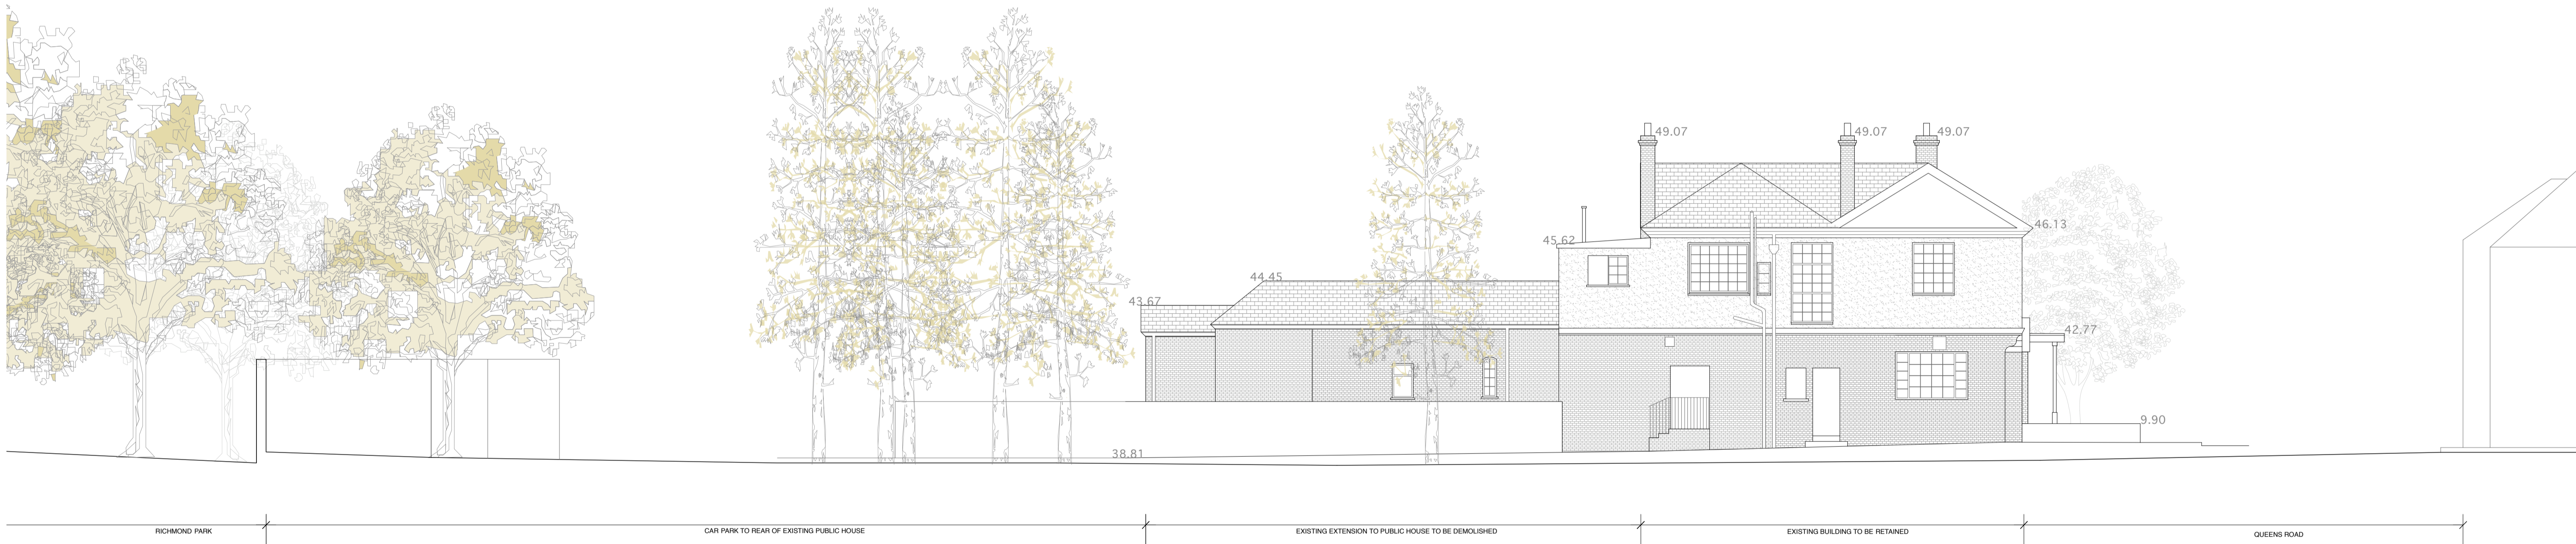 49.07
49.07
49.07
46.13
45.62
44.45
43.67
42.77
9.90
38.81
RICHMOND PARK
CAR PARK TO REAR OF EXISTING PUBLIC HOUSE
EXISTING EXTENSION TO PUBLIC HOUSE TO BE DEMOLISHED
EXISTING BUILDING TO BE RETAINED
QUEENS ROAD